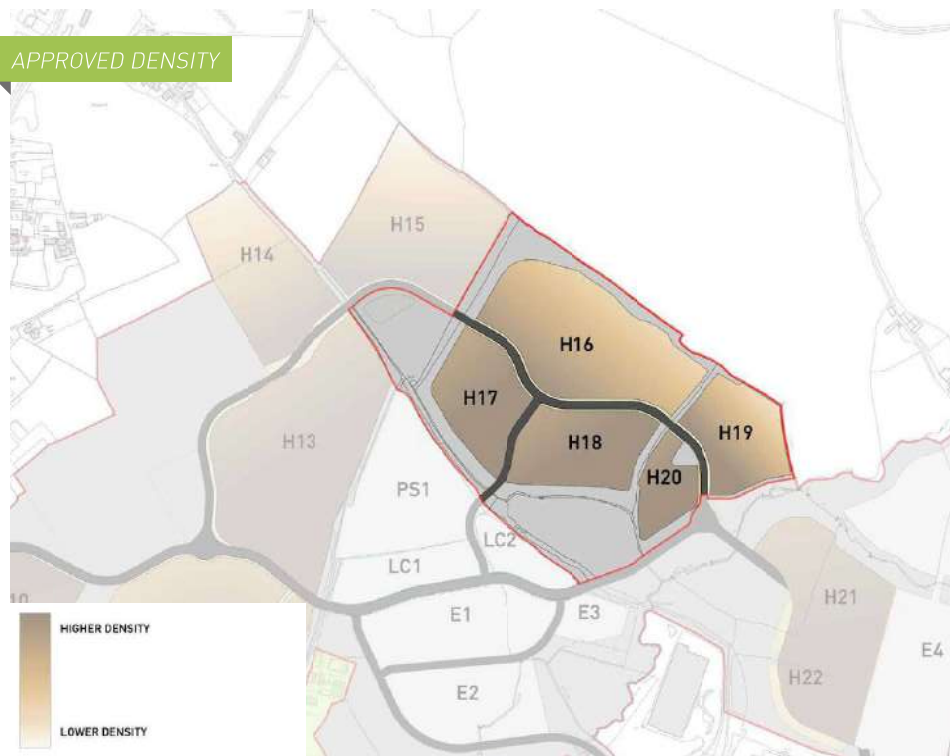 APPROVED DENSITY
H15
H14
H16
H17
H19
H13
H18
H20
PS1
LC2
LC1
H21
E1
E3
E4
H22
E2
10
HIGHER DENSITY
LOWER DENSITY